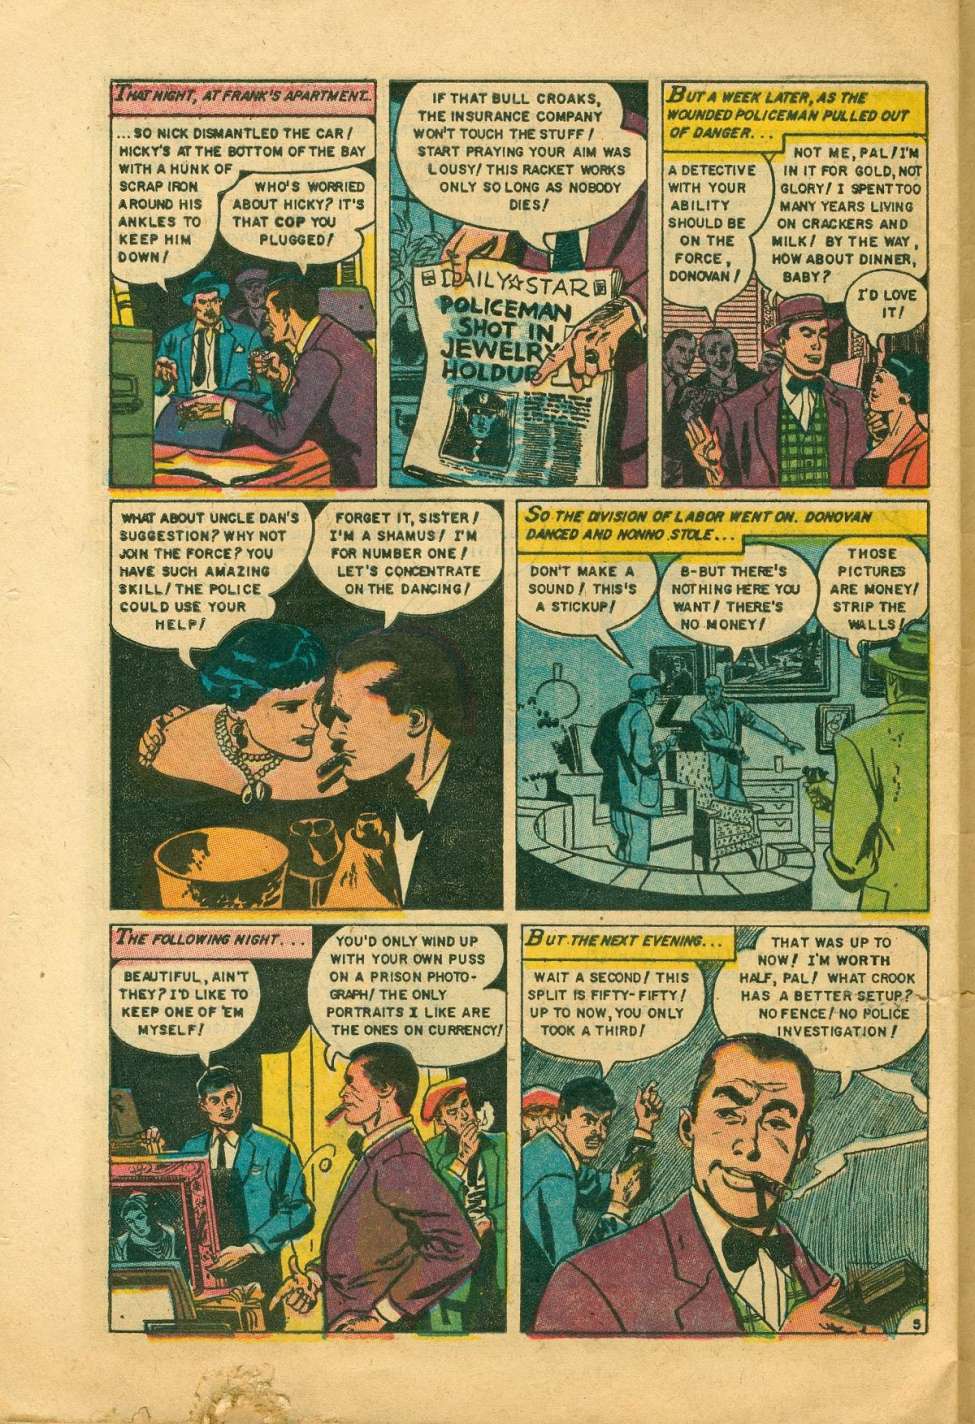 THAT NIGHT, AT FRANK'S APARTMENT...
...SO NICK DISMANTLED THE CAR!
HICKY'S AT THE BOTTOM OF THE BAY
WITH A HUNK OF
SCRAP IRON
AROUND HIS
ANKLES TO
KEEP HIM
DOWN!
WHO'S WORRIED
ABOUT HICKY? IT'S
THAT COP YOU
PLUGGED!
IF THAT BULL CROAKS,
THE INSURANCE COMPANY
WON'T TOUCH THE STUFF!
START PRAYING YOUR AIM WAS
LOUSY! THIS RACKET WORKS
ONLY SO LONG AS NOBODY
DIES!
DAILY☆STAR
POLICEMAN
SHOT IN
JEWELRY
HOLDUP
BUT A WEEK LATER, AS THE
WOUNDED POLICEMAN PULLED OUT
OF DANGER...
A DETECTIVE
WITH YOUR
ABILITY
SHOULD BE
ON THE
FORCE,
DONOVAN!
NOT ME, PAL! I'M
IN IT FOR GOLD, NOT
GLORY! I SPENT TOO
MANY YEARS LIVING
ON CRACKERS AND
MILK! BY THE WAY,
HOW ABOUT DINNER,
BABY?
I'D LOVE
IT!
WHAT ABOUT UNCLE DAN'S
SUGGESTION? WHY NOT
JOIN THE FORCE? YOU
HAVE SUCH AMAZING
SKILL! THE POLICE
COULD USE YOUR
HELP!
FORGET IT, SISTER!
I'M A SHAMUS! I'M
FOR NUMBER ONE!
LET'S CONCENTRATE
ON THE DANCING!
SO THE DIVISION OF LABOR WENT ON. DONOVAN
DANCED AND NONNO STOLE...
DON'T MAKE A
SOUND! THIS'S
A STICKUP!
B-BUT THERE'S
NOTHING HERE YOU
WANT! THERE'S
NO MONEY!
THOSE
PICTURES
ARE MONEY!
STRIP THE
WALLS!
THE FOLLOWING NIGHT...
BEAUTIFUL, AIN'T
THEY? I'D LIKE TO
KEEP ONE OF 'EM
MYSELF!
YOU'D ONLY WIND UP
WITH YOUR OWN PUSS
ON A PRISON PHOTO-
GRAPH! THE ONLY
PORTRAITS I LIKE ARE
THE ONES ON CURRENCY!
BUT THE NEXT EVENING...
WAIT A SECOND! THIS
SPLIT IS FIFTY-FIFTY!
UP TO NOW, YOU ONLY
TOOK A THIRD!
THAT WAS UP TO
NOW! I'M WORTH
HALF, PAL! WHAT CROOK
HAS A BETTER SETUP?
NO FENCE! NO POLICE
INVESTIGATION!
5